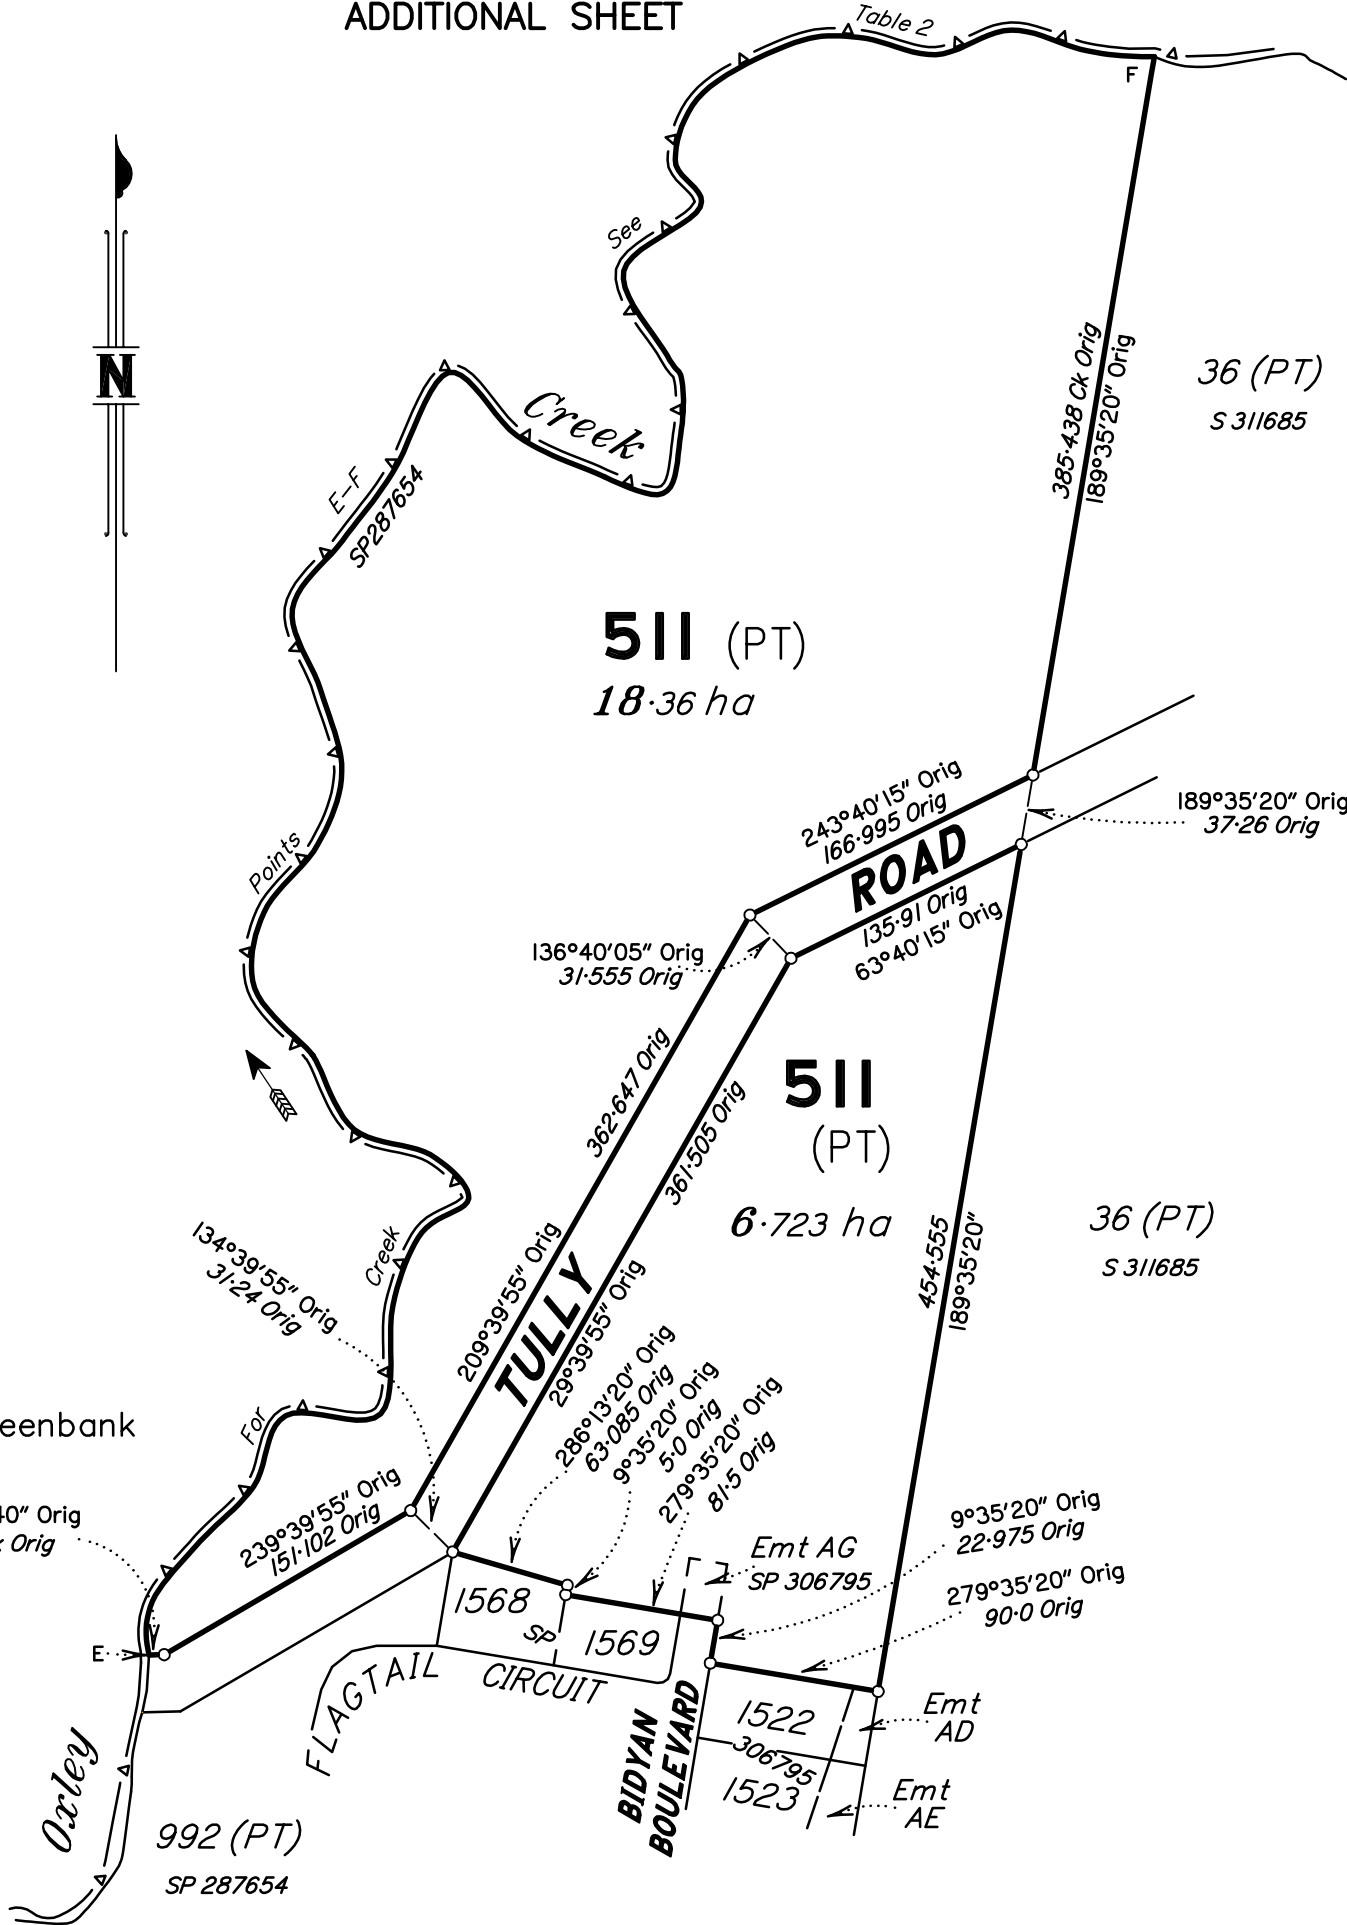 ADDITIONAL SHEET
Table 2
F
See
N
Creek
385·438 Ck Orig
189°35'20" Orig
36 (PT)
S 311685
E-F
SP287654
511 (PT)
18·36 ha
243°40'15" Orig
166·995 Orig
ROAD
135·91 Orig
63°40'15" Orig
189°35'20" Orig
37·26 Orig
Points
136°40'05" Orig
31·555 Orig
362·647 Orig
361·505 Orig
511
(PT)
6·723 ha
36 (PT)
S 311685
454·555
189°35'20"
134°39'55" Orig
31·24 Orig
Creek
209°39'55" Orig
TULLY
29°39'55" Orig
286°13'20" Orig
63·085 Orig
9°35'20" Orig
5·0 Orig
279°35'20" Orig
81·5 Orig
eenbank
For
40" Orig
Orig
239°39'55" Orig
151·102 Orig
Emt AG
SP 306795
9°35'20" Orig
22·975 Orig
279°35'20" Orig
90·0 Orig
E
1568
SP
1569
FLAGTAIL
CIRCUIT
BIDYAN
BOULEVARD
1522
306795
1523
Emt
AD
Emt
AE
Oxley
992 (PT)
SP 287654